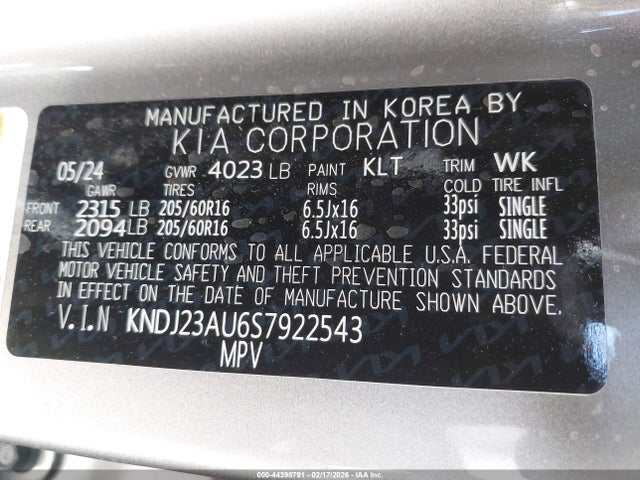 MANUFACTURED IN KOREA BY
KIA CORPORATION
05/24 GVWR 4023 LB PAINT KLT TRIM WK
GAWR TIRES RIMS COLD TIRE INFL
FRONT 2315 LB 205/60R16 6.5Jx16 33psi SINGLE
REAR 2094 LB 205/60R16 6.5Jx16 33psi SINGLE
THIS VEHICLE CONFORMS TO ALL APPLICABLE U.S.A. FEDERAL
MOTOR VEHICLE SAFETY AND THEFT PREVENTION STANDARDS
IN EFFECT ON THE DATE OF MANUFACTURE SHOWN ABOVE.
V.I.N KNDJ23AU6S7922543
MPV
000-44398791 - 02/17/2026 - COPYRIGHT IAA, LLC.